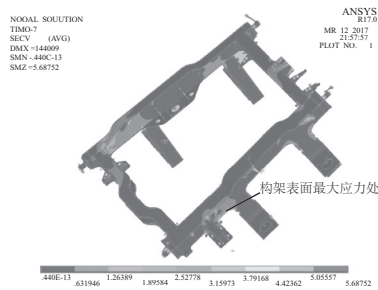 NOOAL SOUUTION
TIMO-7
SECV (AVG)
DMX =144009
SMN -.440C-13
SMZ =5.68752
ANSYS
R17.0
MR 12 2017
21:57:57
PLOT NO. 1
构架表面最大应力处
.440E-13 1.26389 2.52778 3.79168 5.05557
.631946 1.89584 3.15973 4.42362 5.68752